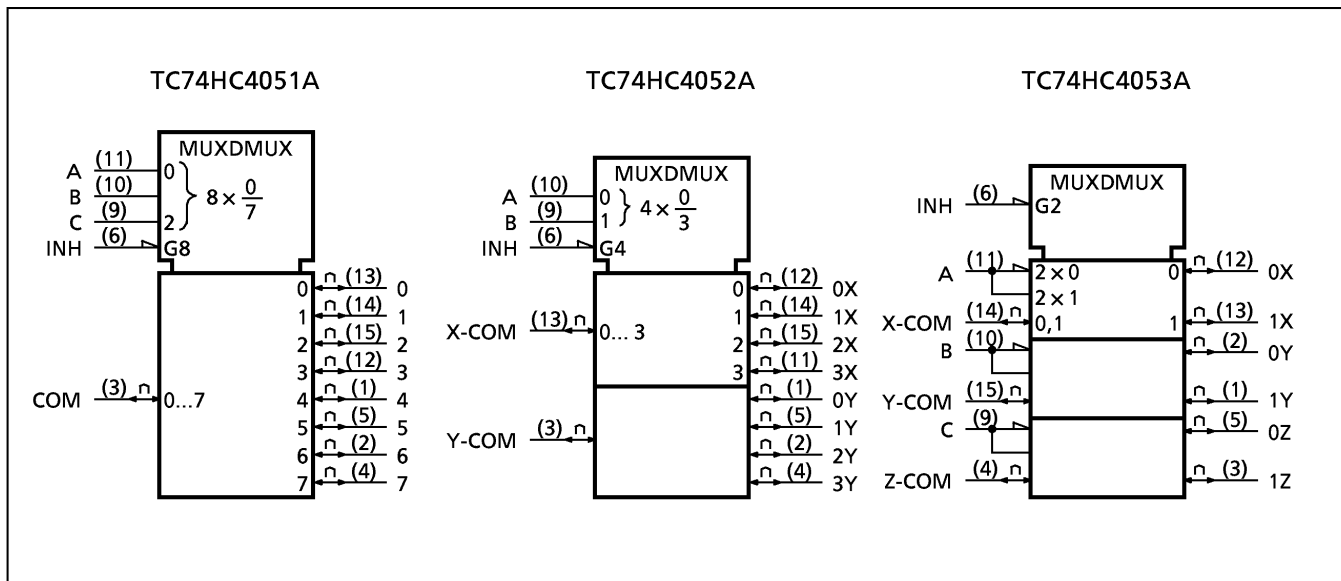 TC74HC4051A
MUXDMUX
A (11) 0
B (10) 8 × 0/7
C (9) 2
INH (6) G8
0 ∩ (13) 0
1 ∩ (14) 1
2 ∩ (15) 2
3 ∩ (12) 3
COM (3) ∩ 0...7 4 ∩ (1) 4
5 ∩ (5) 5
6 ∩ (2) 6
7 ∩ (4) 7
TC74HC4052A
MUXDMUX
A (10) 0 4 × 0/3
B (9) 1
INH (6) G4
0 ∩ (12) 0X
1 ∩ (14) 1X
X-COM (13) ∩ 0... 3
2 ∩ (15) 2X
3 ∩ (11) 3X
∩ (1) 0Y
∩ (5) 1Y
Y-COM (3) ∩
∩ (2) 2Y
∩ (4) 3Y
TC74HC4053A
MUXDMUX
INH (6) G2
A (11) 2 × 0 0 ∩ (12) 0X
2 × 1
X-COM (14) ∩ 0,1 1 ∩ (13) 1X
B (10) ∩ (2) 0Y
Y-COM (15) ∩ ∩ (1) 1Y
C (9) ∩ (5) 0Z
Z-COM (4) ∩ ∩ (3) 1Z